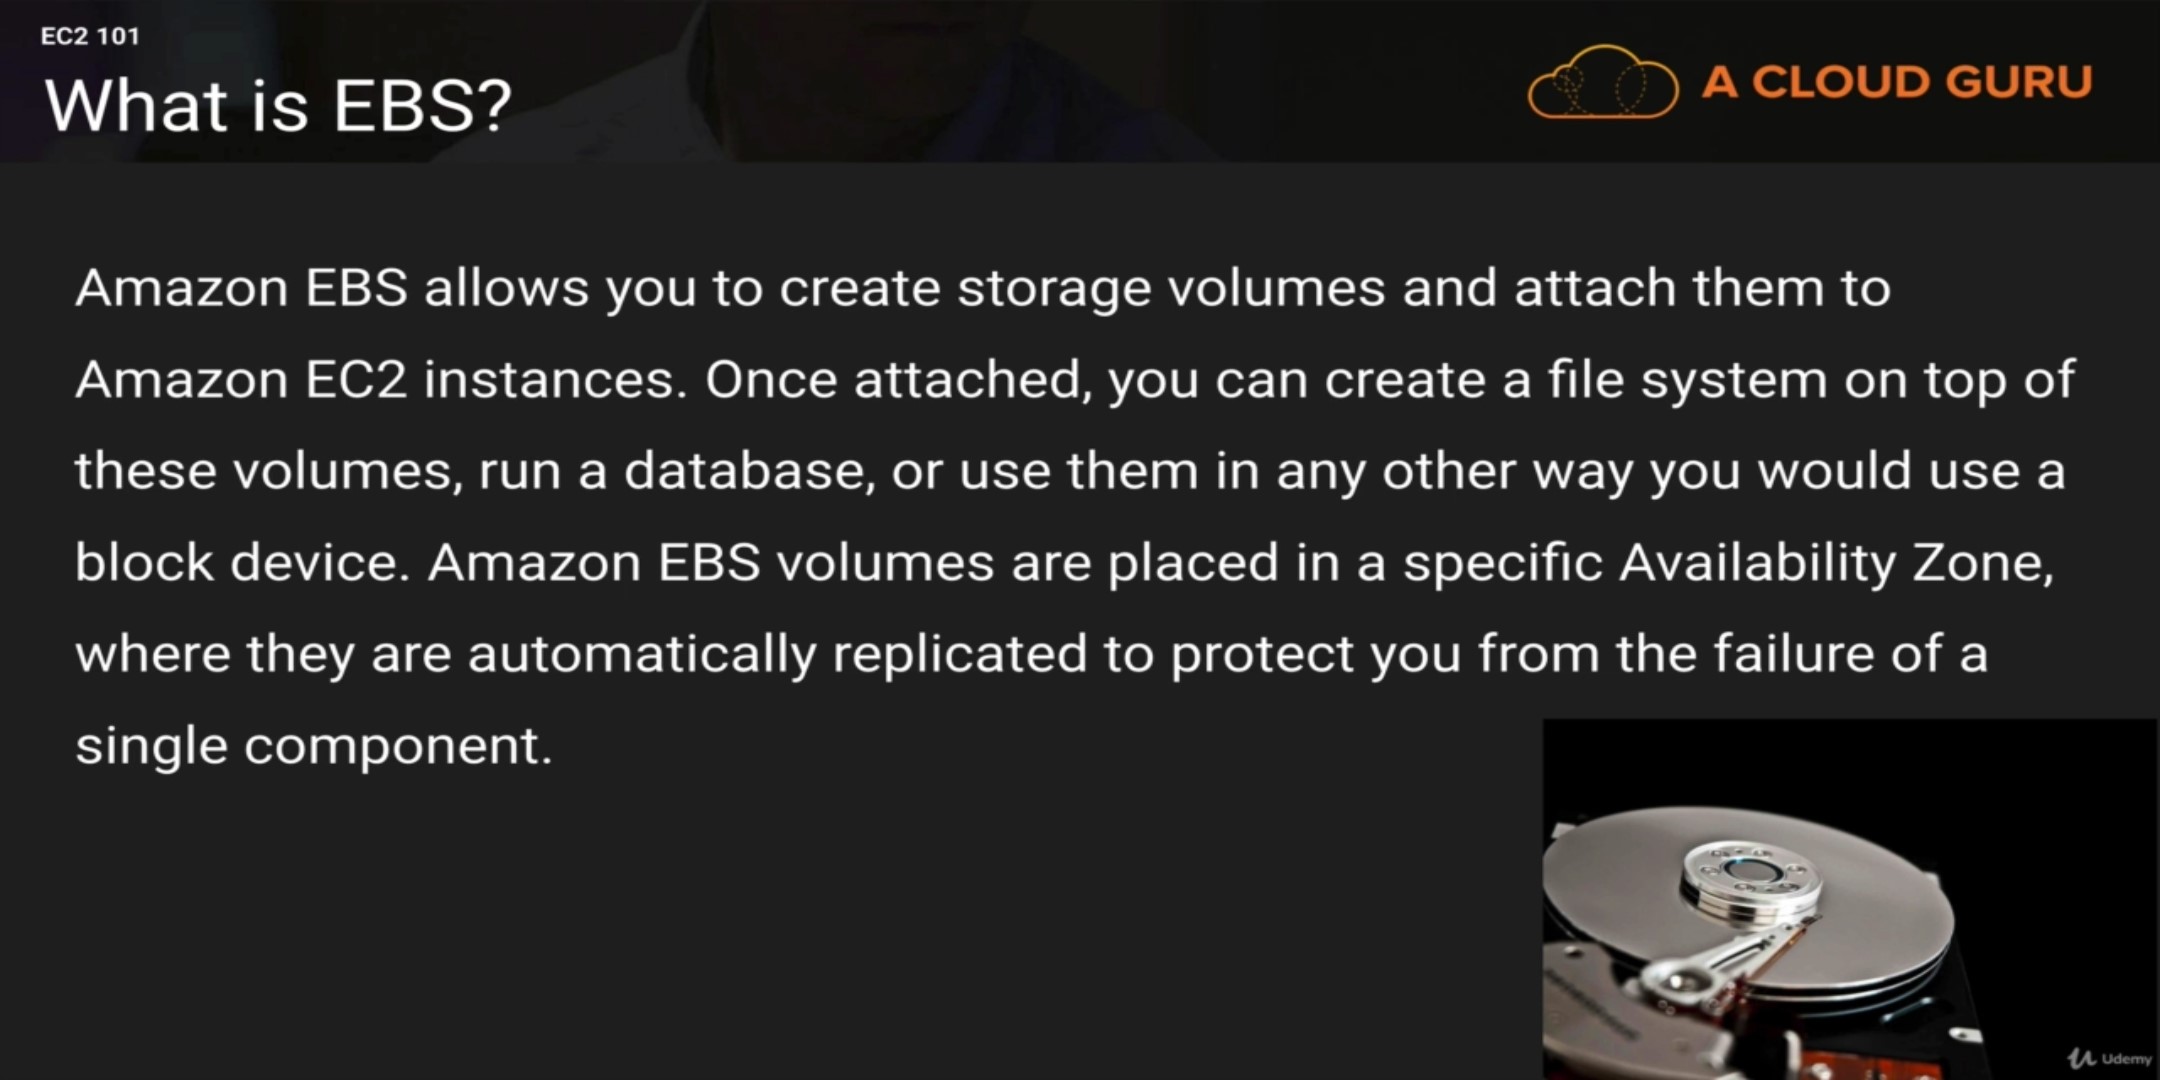 EC2 101
What is EBS?
A CLOUD GURU
Amazon EBS allows you to create storage volumes and attach them to
Amazon EC2 instances. Once attached, you can create a file system on top of
these volumes, run a database, or use them in any other way you would use a
block device. Amazon EBS volumes are placed in a specific Availability Zone,
where they are automatically replicated to protect you from the failure of a
single component.
Udemy